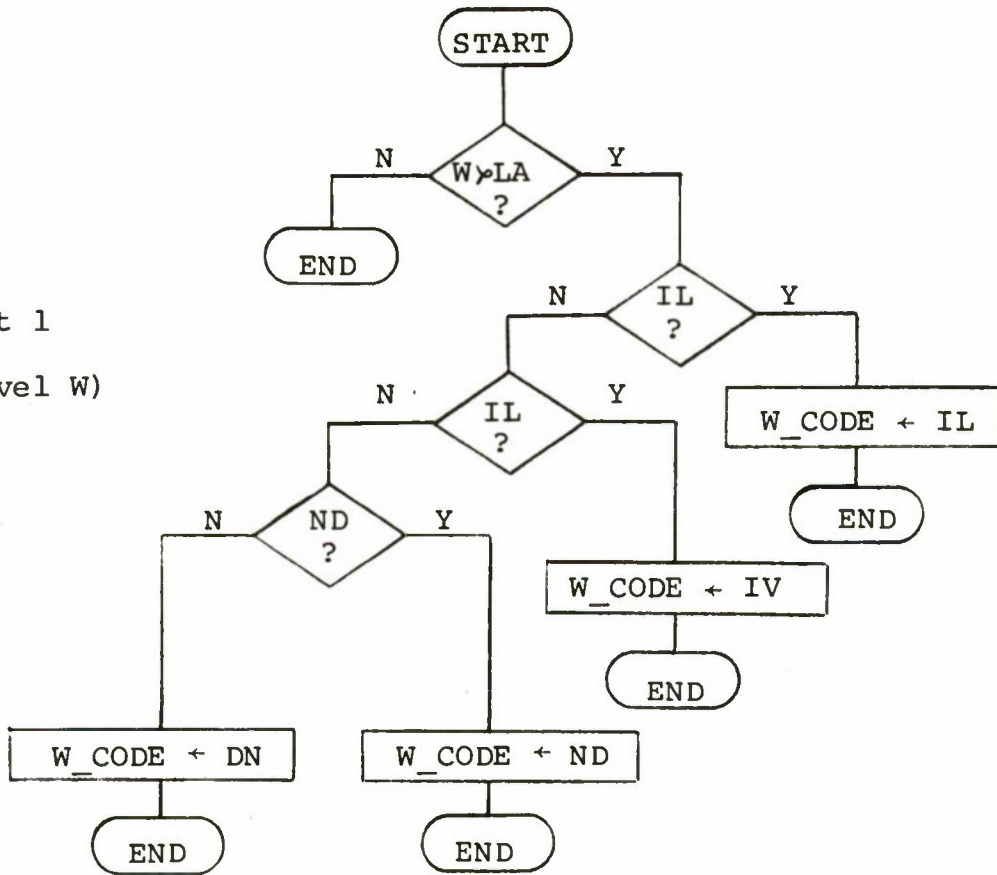 START
N
W≻LA
?
Y
END
t 1
vel W)
N
IL
?
Y
N
IL
?
Y
W_CODE ← IL
END
N
ND
?
Y
W_CODE ← IV
END
W_CODE ← DN
W_CODE ← ND
END
END